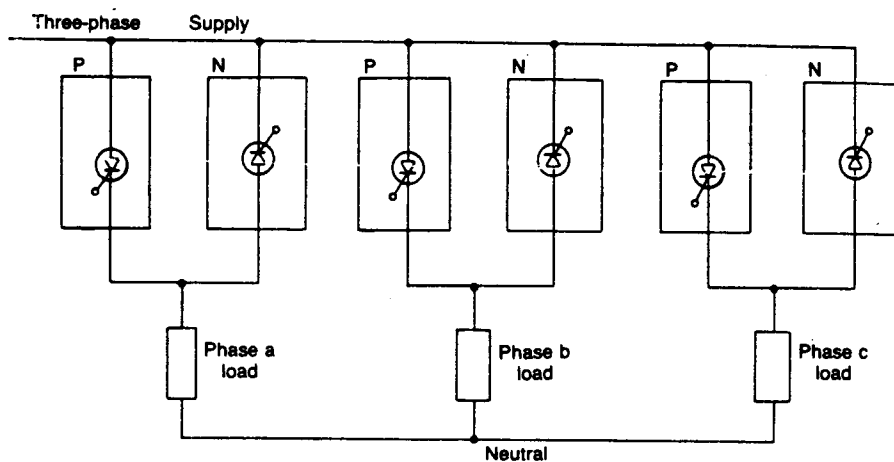 Three-phase Supply
P N P N P N
Phase a
load
Phase b
load
Phase c
load
Neutral